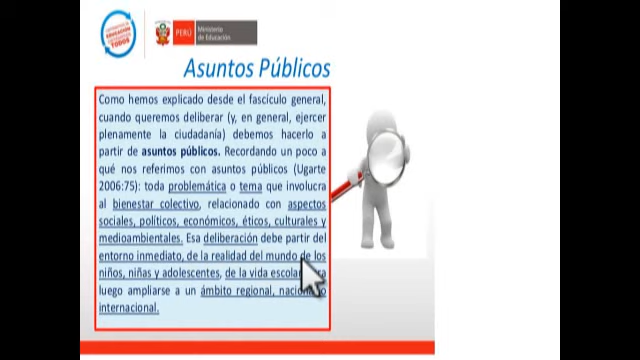 PERÚ
Ministerio
de Educación
TODOS
Asuntos Públicos
Como hemos explicado desde el fascículo general,
cuando queremos deliberar (y, en general, ejercer
plenamente la ciudadanía) debemos hacerlo a
partir de asuntos públicos. Recordando un poco a
qué nos referimos con asuntos públicos (Ugarte
2006:75): toda problemática o tema que involucra
al bienestar colectivo, relacionado con aspectos
sociales, políticos, económicos, éticos, culturales y
medioambientales. Esa deliberación debe partir del
entorno inmediato, de la realidad del mundo de los
niños, niñas y adolescentes, de la vida escolar
luego ampliarse a un ámbito regional,
internacional.